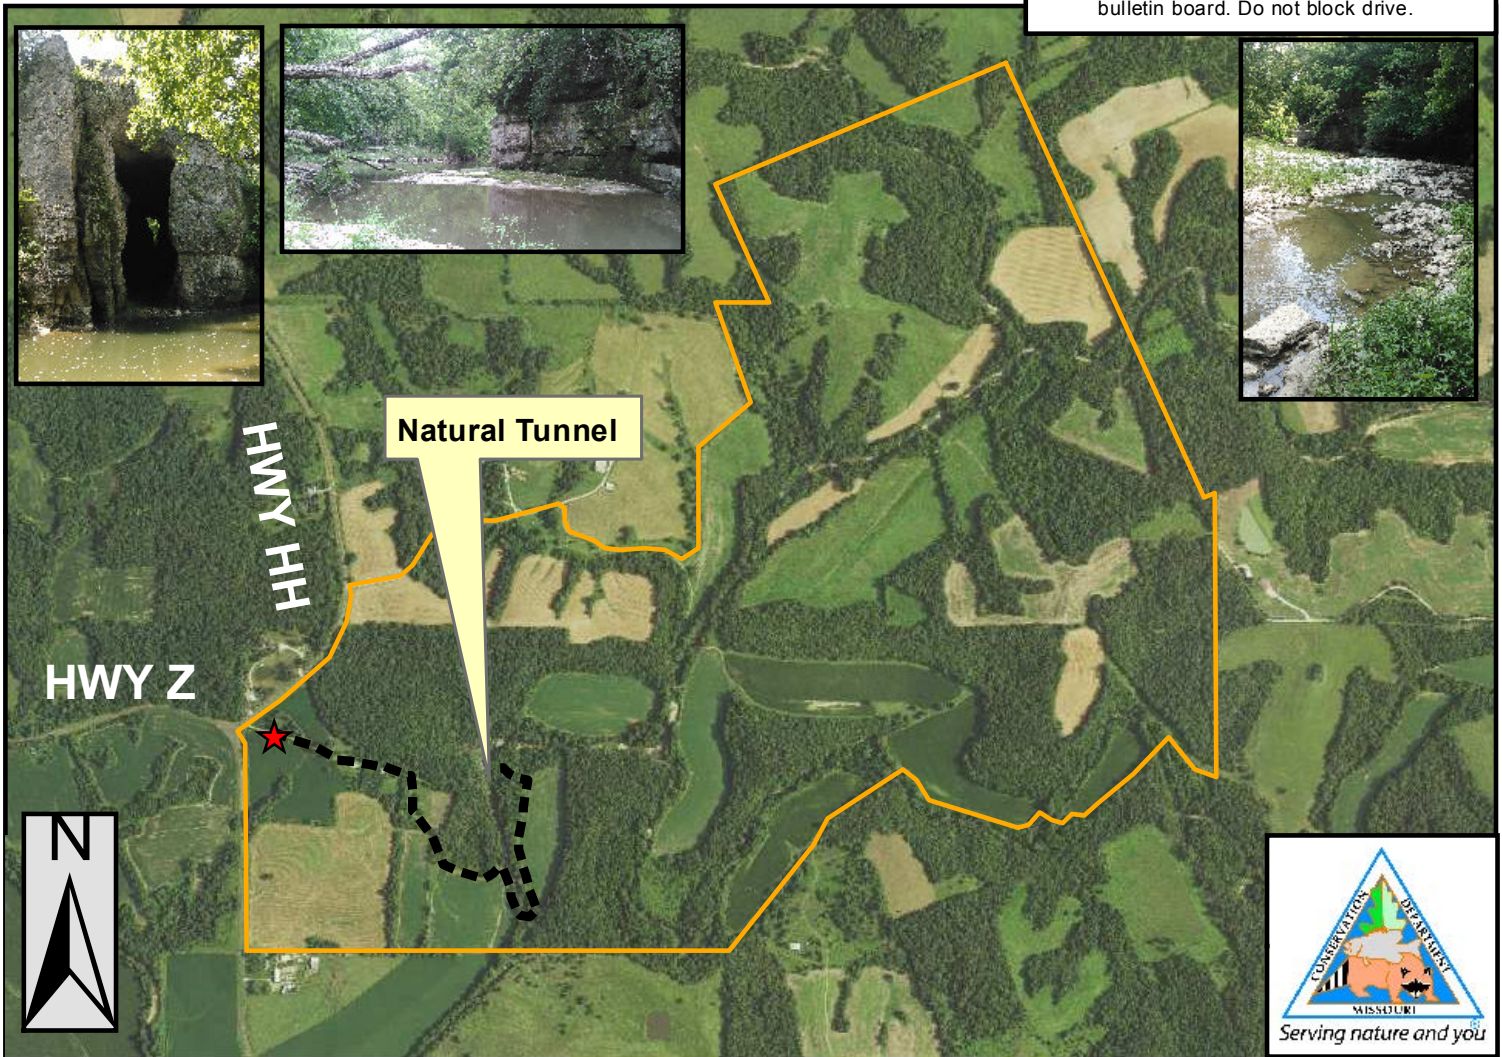 bulletin board. Do not block drive.
Natural Tunnel
HWY HH
HWY Z
N
CONSERVATION
DEPARTMENT
MISSOURI
Serving nature and you